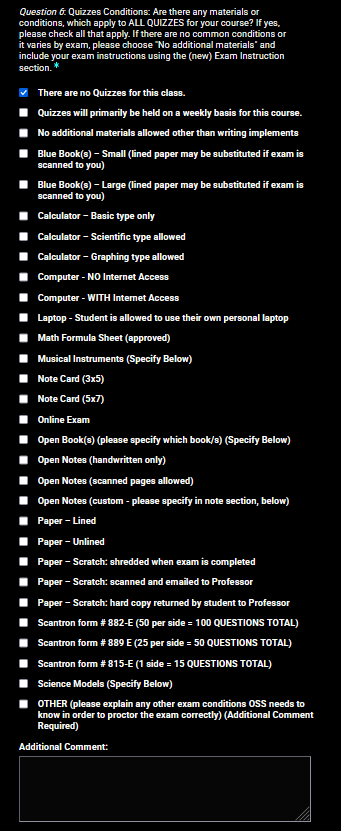 Question 6: Quizzes Conditions: Are there any materials or
conditions, which apply to ALL QUIZZES for your course? If yes,
please check all that apply. If there are no common conditions or
it varies by exam, please choose "No additional materials" and
include your exam instructions using the (new) Exam Instruction
section. *
There are no Quizzes for this class.
Quizzes will primarily be held on a weekly basis for this course.
No additional materials allowed other than writing implements
Blue Book(s) – Small (lined paper may be substituted if exam is
scanned to you)
Blue Book(s) – Large (lined paper may be substituted if exam is
scanned to you)
Calculator – Basic type only
Calculator – Scientific type allowed
Calculator – Graphing type allowed
Computer - NO Internet Access
Computer - WITH Internet Access
Laptop - Student is allowed to use their own personal laptop
Math Formula Sheet (approved)
Musical Instruments (Specify Below)
Note Card (3x5)
Note Card (5x7)
Online Exam
Open Book(s) (please specify which book/s) (Specify Below)
Open Notes (handwritten only)
Open Notes (scanned pages allowed)
Open Notes (custom - please specify in note section, below)
Paper – Lined
Paper – Unlined
Paper – Scratch: shredded when exam is completed
Paper – Scratch: scanned and emailed to Professor
Paper – Scratch: hard copy returned by student to Professor
Scantron form # 882-E (50 per side = 100 QUESTIONS TOTAL)
Scantron form # 889 E (25 per side = 50 QUESTIONS TOTAL)
Scantron form # 815-E (1 side = 15 QUESTIONS TOTAL)
Science Models (Specify Below)
OTHER (please explain any other exam conditions OSS needs to
know in order to proctor the exam correctly) (Additional Comment
Required)
Additional Comment: